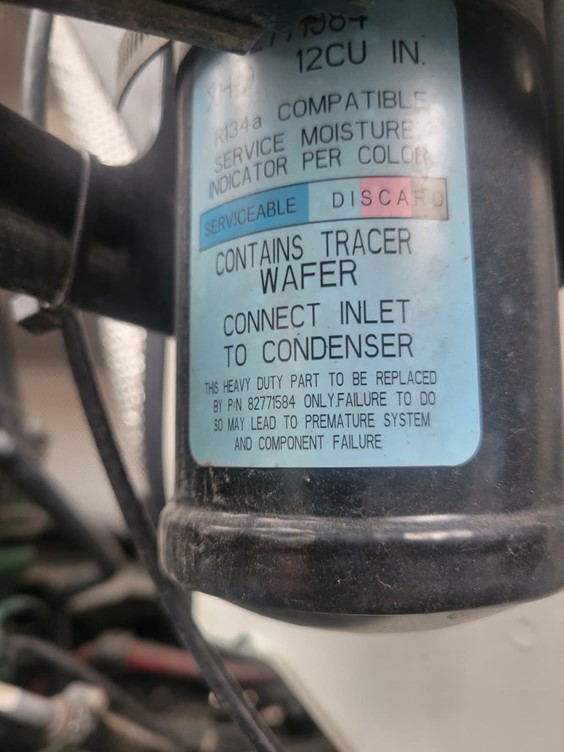 12CU IN.
R134a COMPATIBLE
SERVICE MOISTURE
INDICATOR PER COLOR
SERVICEABLE DISCARD
CONTAINS TRACER
WAFER
CONNECT INLET
TO CONDENSER
THIS HEAVY DUTY PART TO BE REPLACED
BY P/N 82771584 ONLY.FAILURE TO DO
SO MAY LEAD TO PREMATURE SYSTEM
AND COMPONENT FAILURE